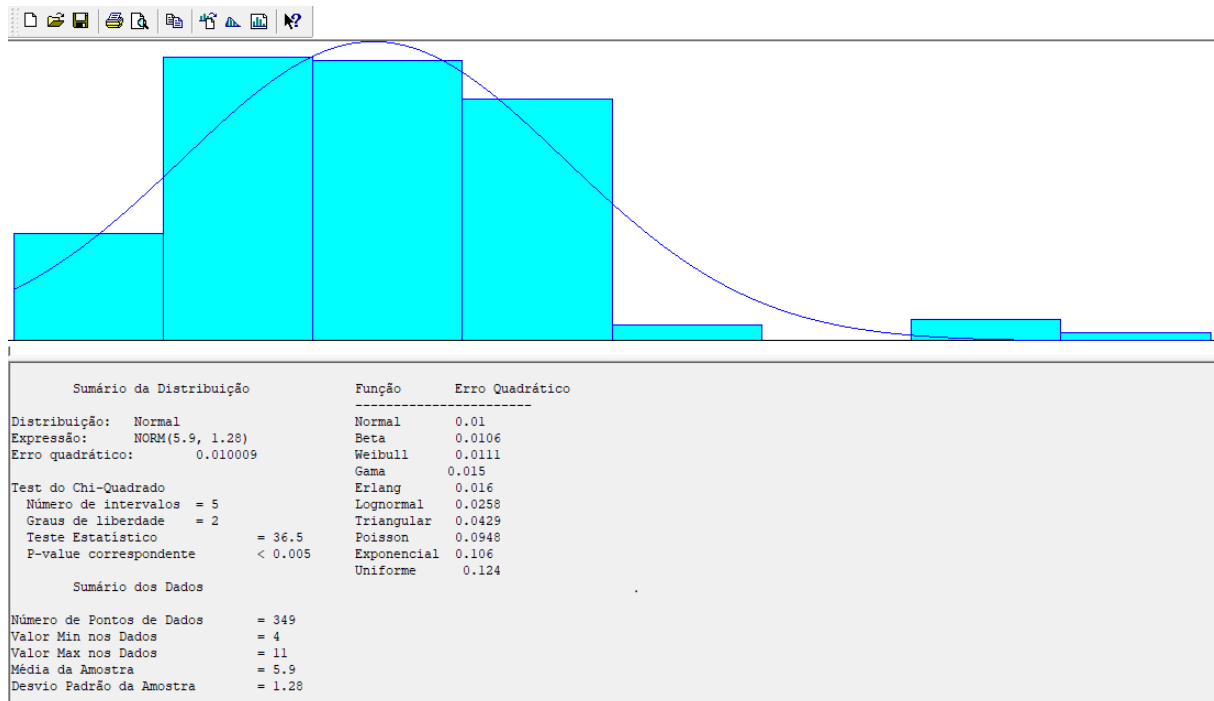 Sumário da Distribuição
Distribuição: Normal
Expressão: NORM(5.9, 1.28)
Erro quadrático: 0.010009
Test do Chi-Quadrado
Número de intervalos = 5
Graus de liberdade = 2
Teste Estatístico = 36.5
P-value correspondente < 0.005
Sumário dos Dados
Número de Pontos de Dados = 349
Valor Min nos Dados = 4
Valor Max nos Dados = 11
Média da Amostra = 5.9
Desvio Padrão da Amostra = 1.28
Função Erro Quadrático
------------------------
Normal 0.01
Beta 0.0106
Weibull 0.0111
Gama 0.015
Erlang 0.016
Lognormal 0.0258
Triangular 0.0429
Poisson 0.0948
Exponencial 0.106
Uniforme 0.124